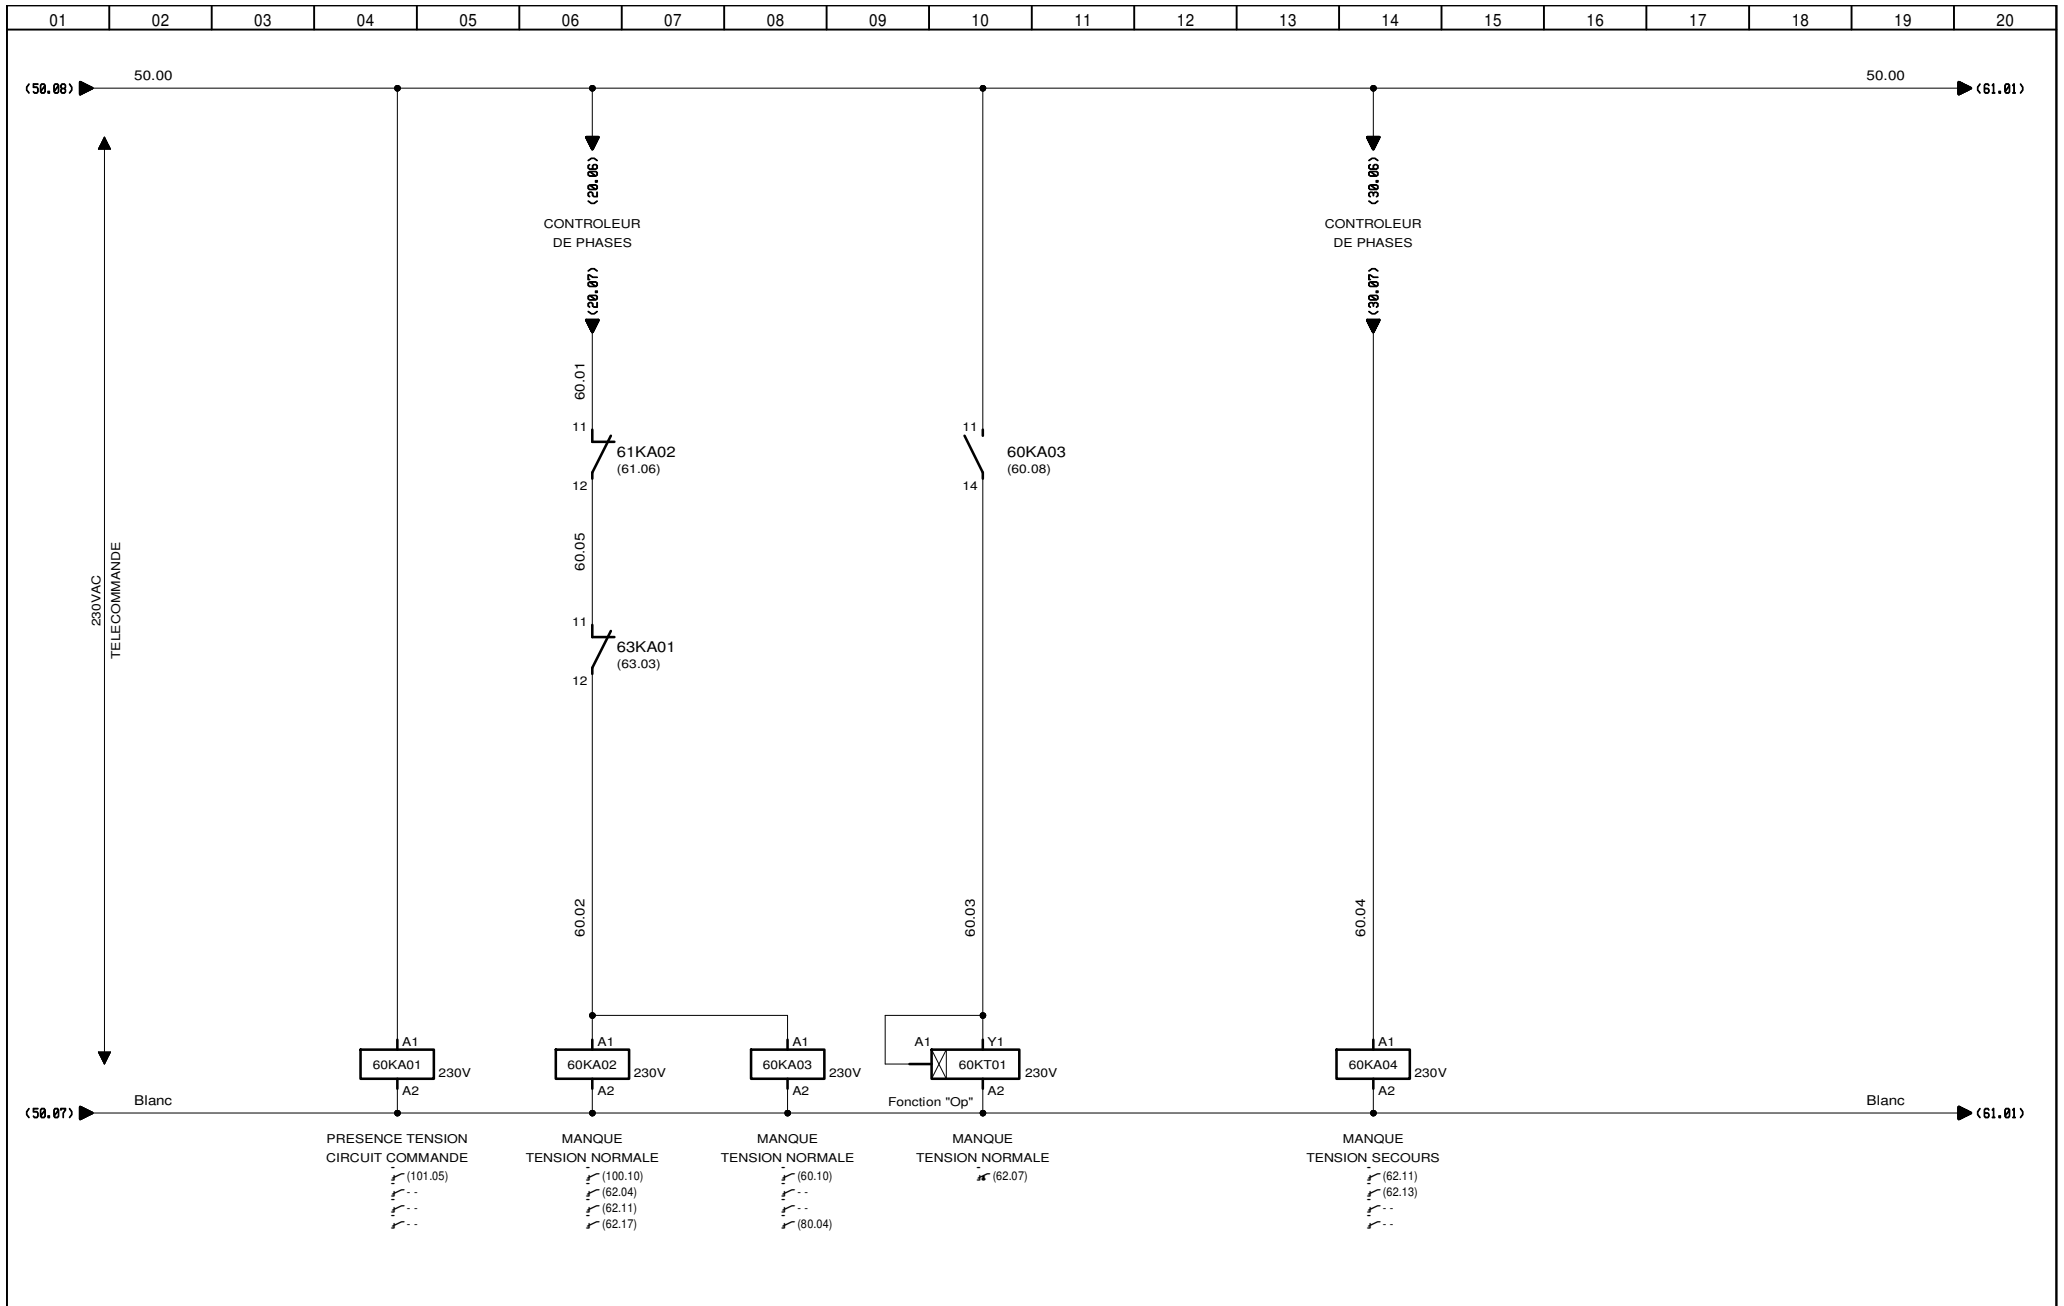 01 02 03 04 05 06 07 08 09 10 11 12 13 14 15 16 17 18 19 20
50.00 50.00
(50.08) (61.01)
(20.06) (30.06)
CONTROLEUR CONTROLEUR
DE PHASES DE PHASES
(20.07) (30.07)
60.01
11 11
61KA02 60KA03
(61.06) (60.08)
12 14
60.05
230VAC
TELECOMMANDE
11
63KA01
(63.03)
12
60.02 60.03 60.04
A1 A1 A1 A1 Y1 A1
60KA01 230V 60KA02 230V 60KA03 230V 60KT01 230V 60KA04 230V
A2 A2 A2 A2 A2
Blanc Fonction "Op" Blanc
(50.07) (61.01)
PRESENCE TENSION MANQUE MANQUE MANQUE MANQUE
CIRCUIT COMMANDE TENSION NORMALE TENSION NORMALE TENSION NORMALE TENSION SECOURS
(101.05) (100.10) (60.10) (62.07) (62.11)
- - (62.04) - - (62.13)
- - (62.11) - - - -
- - (62.17) (80.04) - -